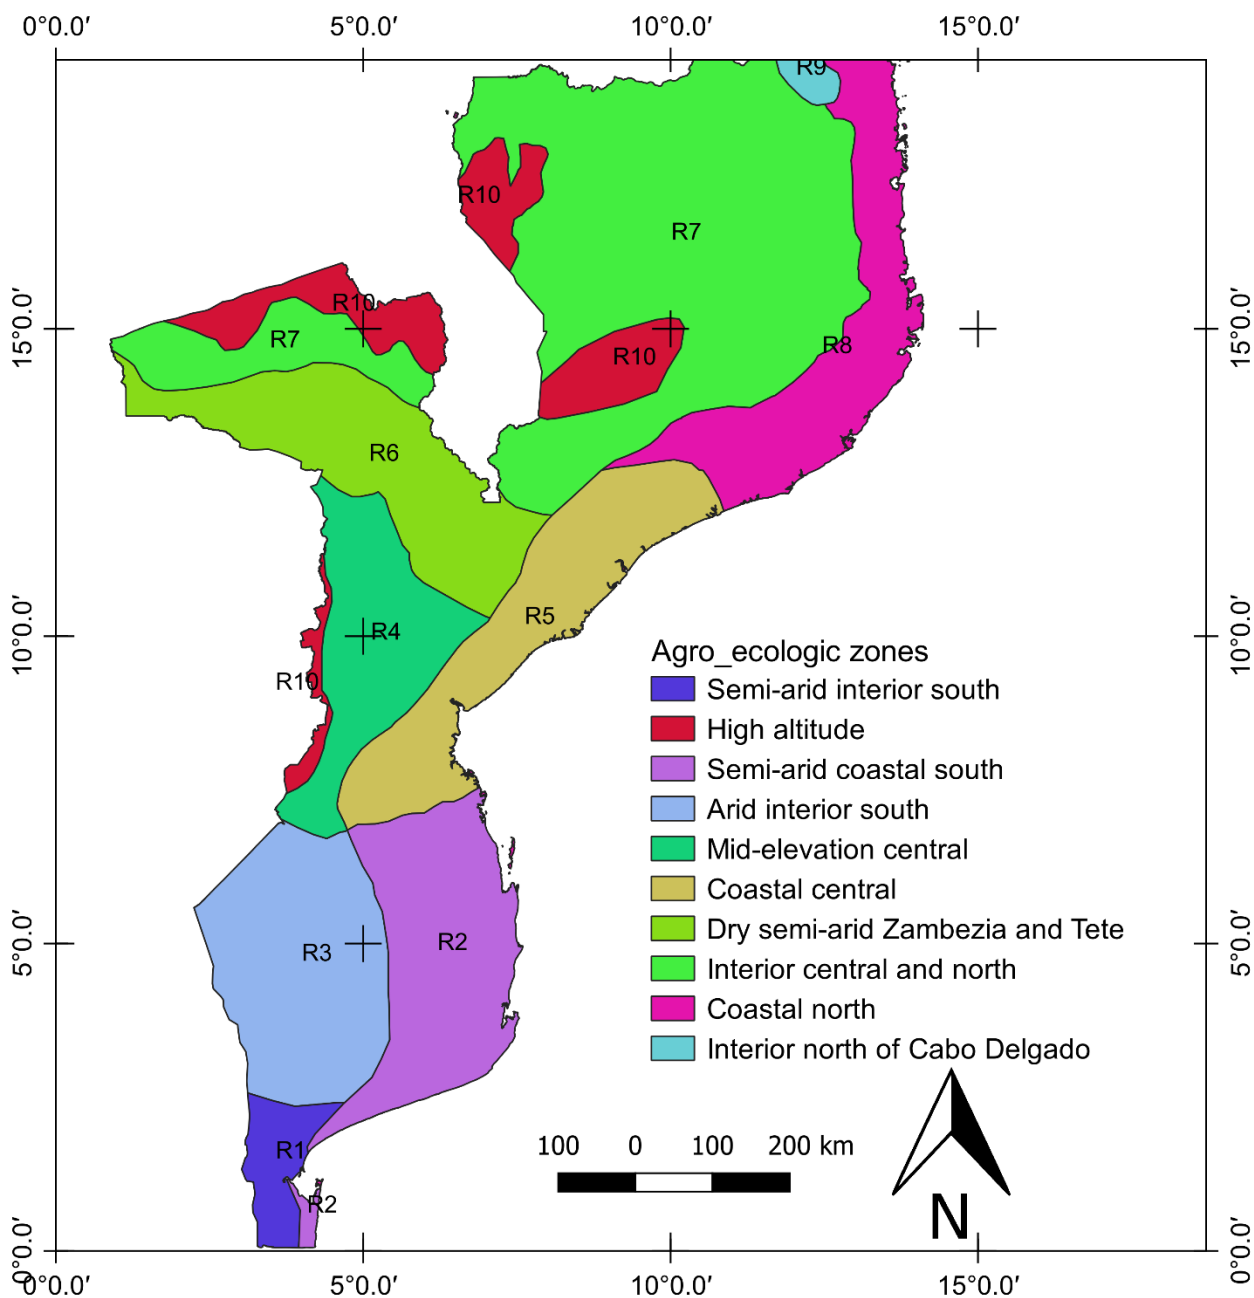 0°0.0′ 5°0.0′ 10°0.0′ 15°0.0′
R9
R10
R7
R10
15°0.0′ 15°0.0′
R7
R8
R10
R6
R5
R4
10°0.0′ 10°0.0′
Agro_ecologic zones
R10
Semi-arid interior south
High altitude
Semi-arid coastal south
Arid interior south
Mid-elevation central
Coastal central
Dry semi-arid Zambezia and Tete
R2
5°0.0′ 5°0.0′
R3
Interior central and north
Coastal north
Interior north of Cabo Delgado
100 0 100 200 km
R1
R2
N
0°0.0′ 0°0.0′
0°0.0′ 5°0.0′ 10°0.0′ 15°0.0′